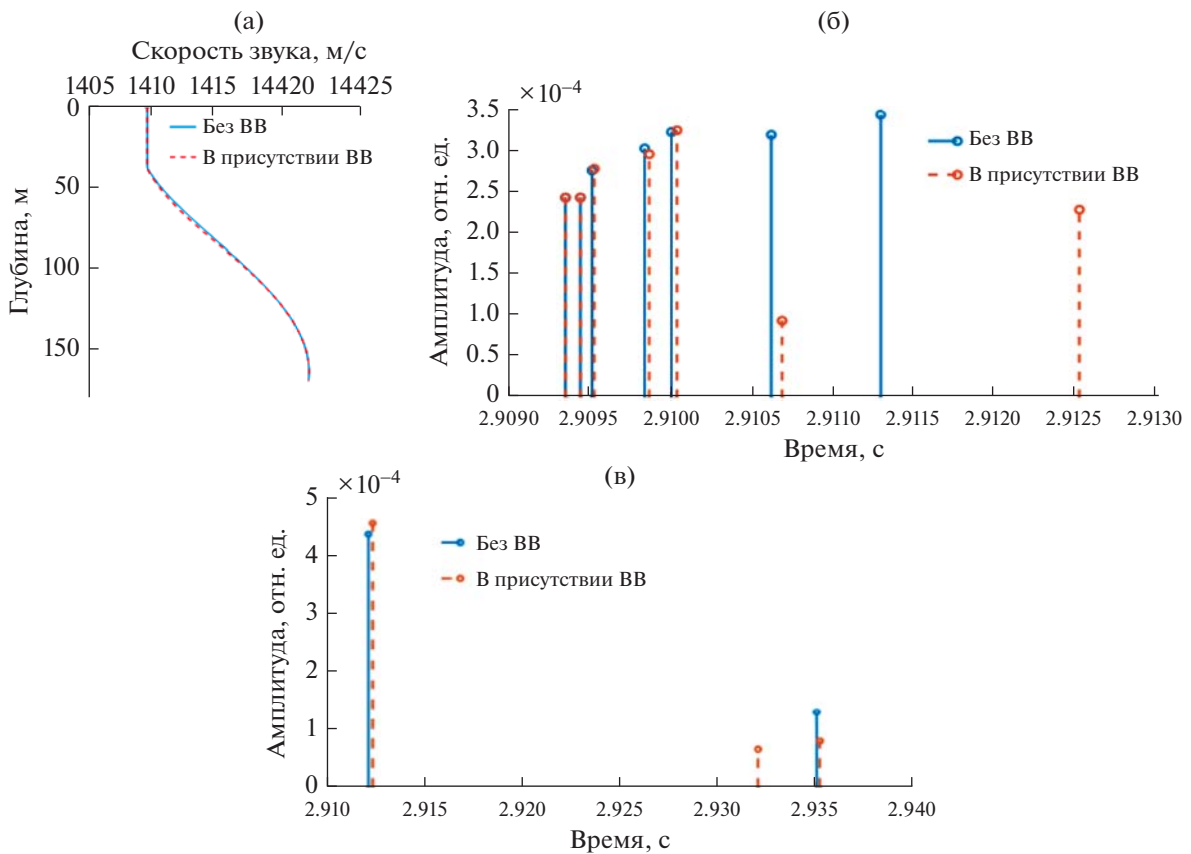 (а)
Скорость звука, м/с
1405 1410 1415 14420 14425
0
50
100
150
Глубина, м
Без ВВ
В присутствии ВВ
(б)
×10⁻⁴
3.5
3.0
2.5
2.0
1.5
1.0
0.5
0
Амплитуда, отн. ед.
Без ВВ
В присутствии ВВ
2.9090 2.9095 2.9100 2.9105 2.9110 2.9115 2.9120 2.9125 2.9130
Время, с
(в)
×10⁻⁴
5
4
3
2
1
0
Амплитуда, отн. ед.
Без ВВ
В присутствии ВВ
2.910 2.915 2.920 2.925 2.930 2.935 2.940
Время, с